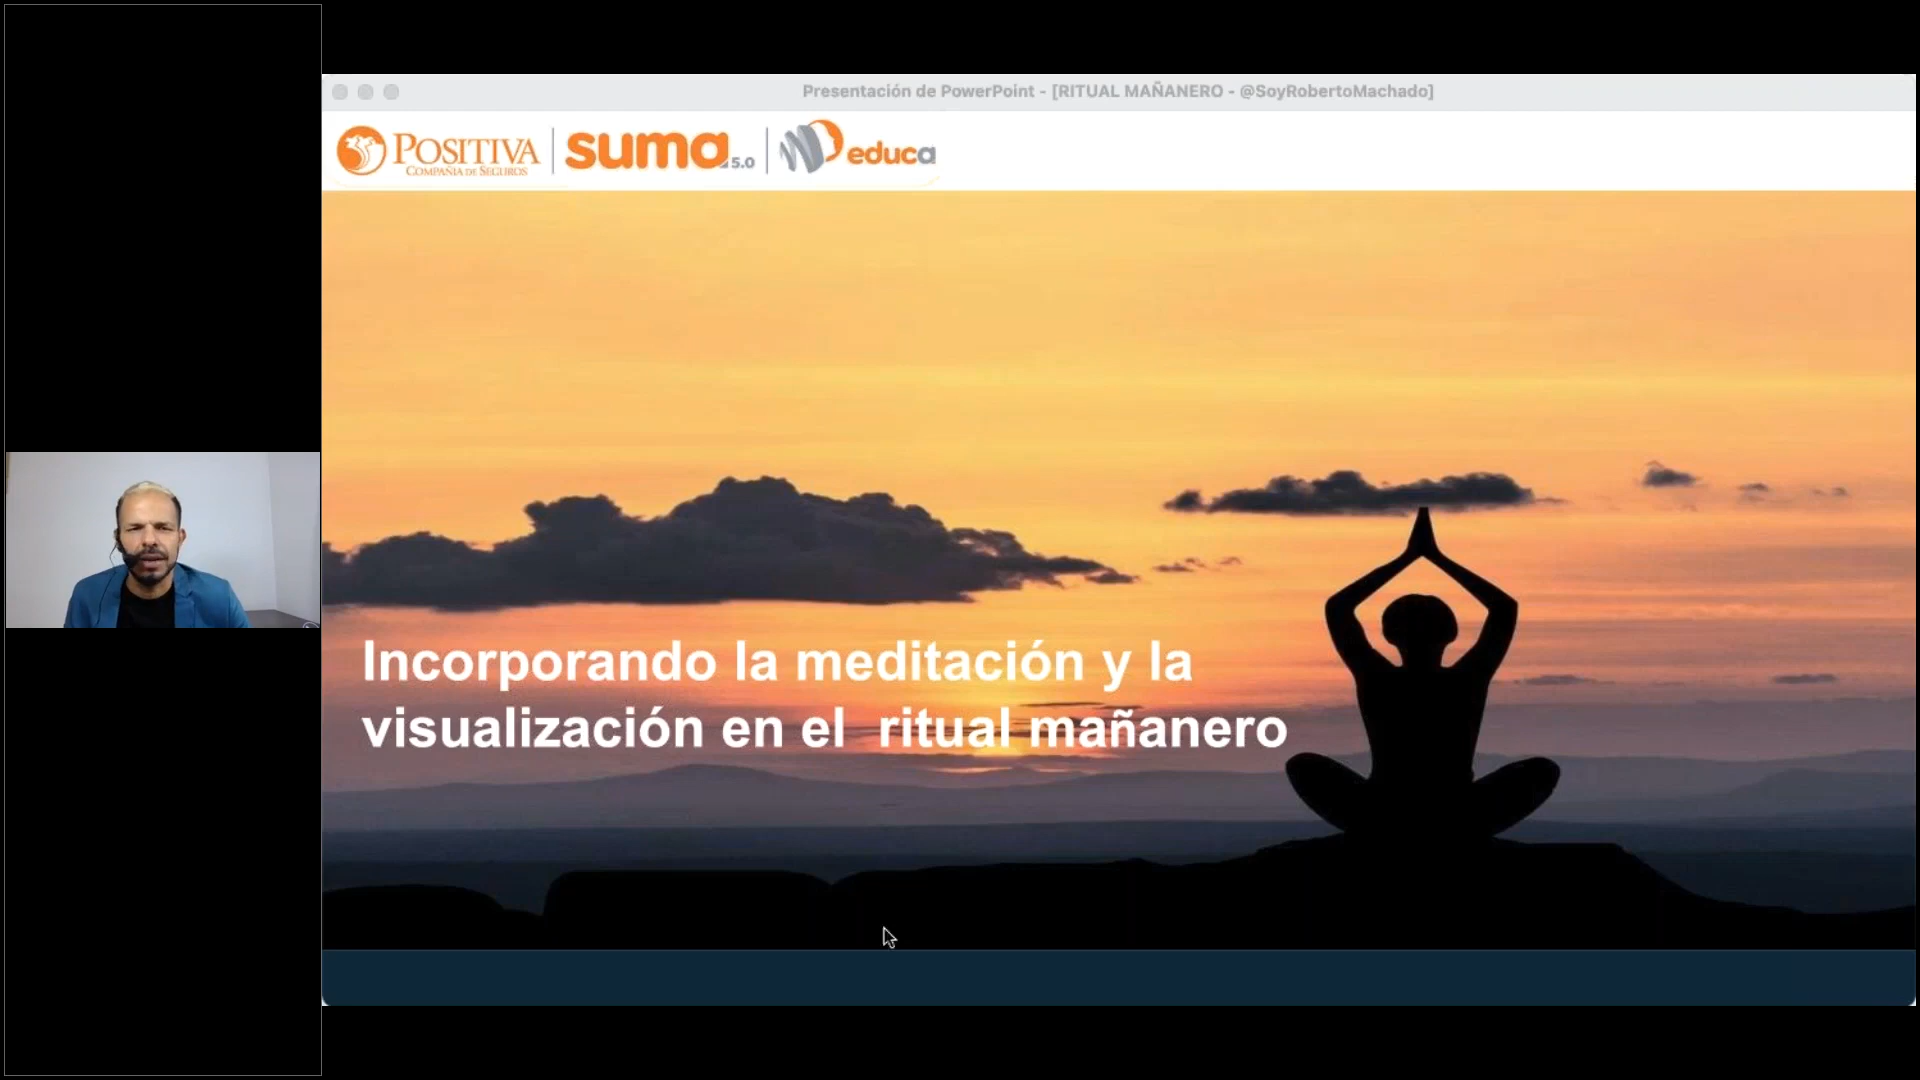 Presentación de PowerPoint - [RITUAL MAÑANERO - @SoyRobertoMachado]
POSITIVA
COMPAÑIA DE SEGUROS
suma 5.0
educa
Incorporando la meditación y la
visualización en el ritual mañanero